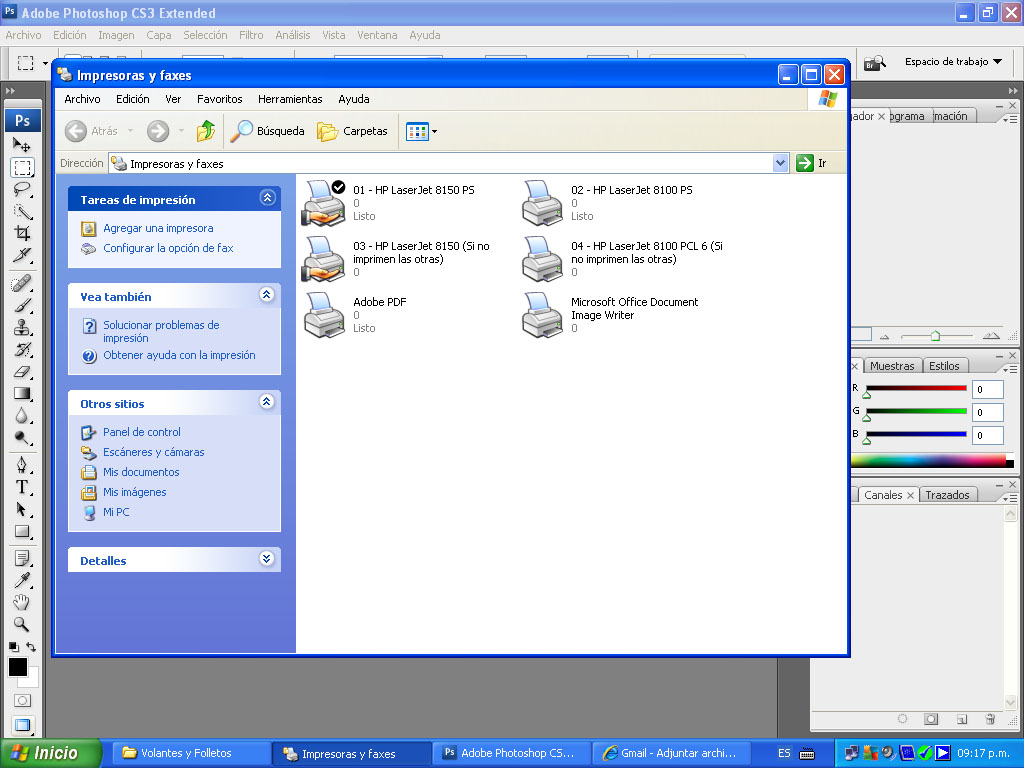 Ps Adobe Photoshop CS3 Extended
Archivo Edición Imagen Capa Selección Filtro Análisis Vista Ventana Ayuda
Br Espacio de trabajo
Impresoras y faxes
Archivo Edición Ver Favoritos Herramientas Ayuda
Atrás Búsqueda Carpetas
Dirección Impresoras y faxes Ir
Ps
Tareas de impresión
Agregar una impresora
Configurar la opción de fax
Vea también
Solucionar problemas de
impresión
Obtener ayuda con la impresión
Otros sitios
Panel de control
Escáneres y cámaras
Mis documentos
Mis imágenes
Mi PC
Detalles
01 - HP LaserJet 8150 PS
0
Listo
02 - HP LaserJet 8100 PS
0
Listo
03 - HP LaserJet 8150 (Si no
imprimen las otras)
0
04 - HP LaserJet 8100 PCL 6 (Si
no imprimen las otras)
0
Adobe PDF
0
Listo
Microsoft Office Document
Image Writer
0
gador ograma mación
Muestras Estilos
R 0
G 0
B 0
Canales Trazados
Inicio Volantes y Folletos Impresoras y faxes Ps Adobe Photoshop CS... Gmail - Adjuntar archi... ES 09:17 p.m.